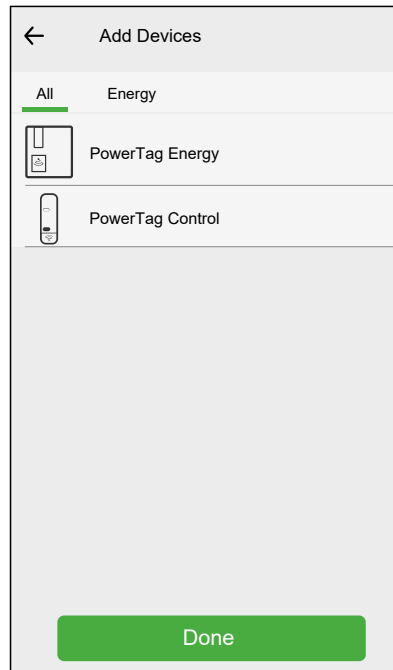 Add Devices
All Energy
PowerTag Energy
PowerTag Control
Done